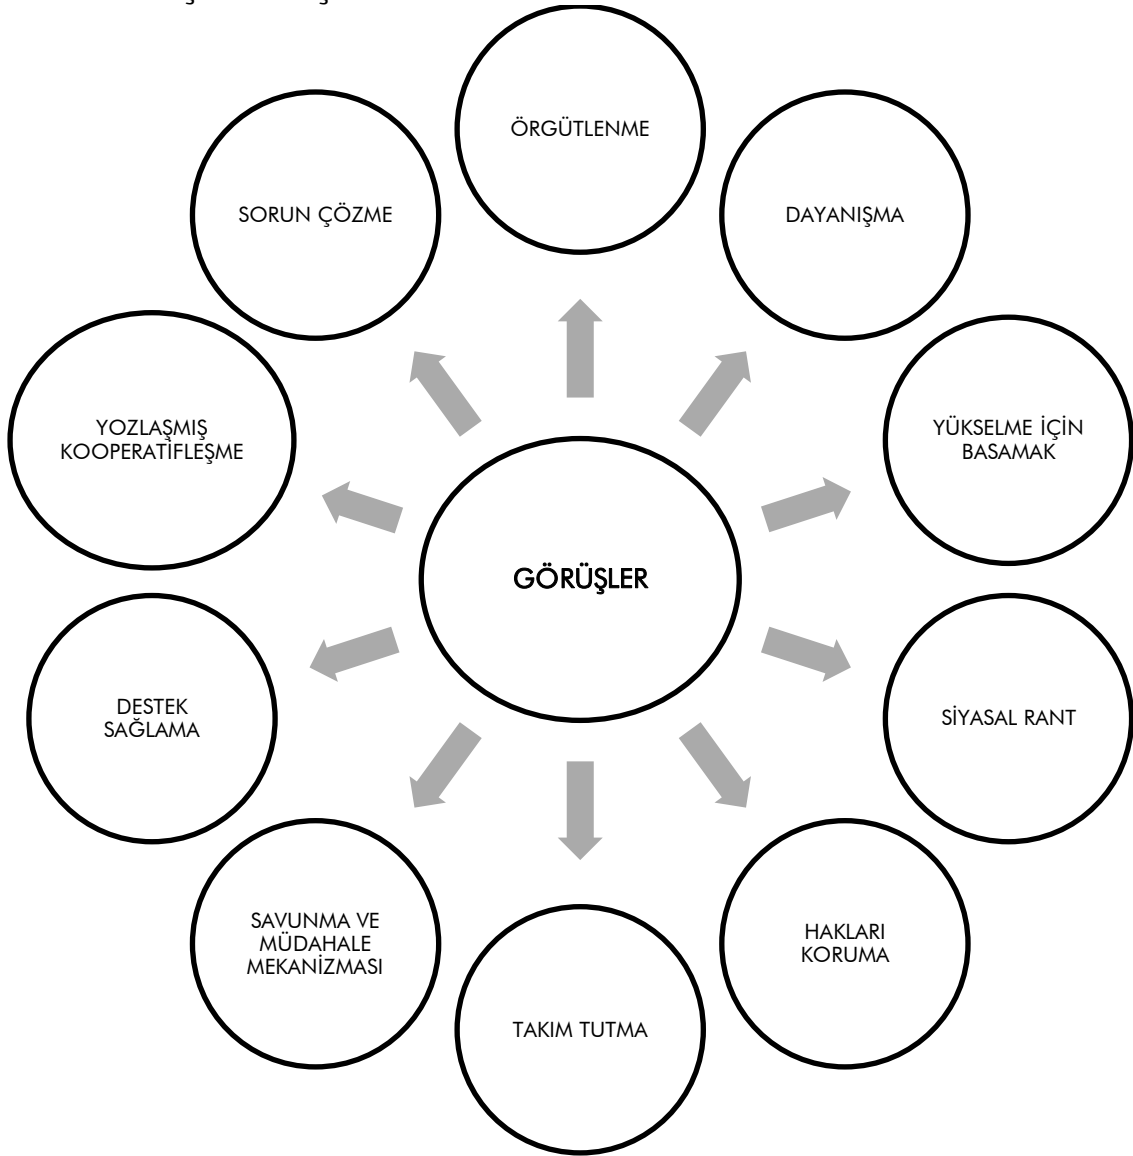 ÖRGÜTLENME
DAYANIŞMA
YÜKSELME İÇİN
BASAMAK
SİYASAL RANT
HAKLARI
KORUMA
TAKIM TUTMA
SAVUNMA VE
MÜDAHALE
MEKANİZMASI
DESTEK
SAĞLAMA
YOZLAŞMIŞ
KOOPERATİFLEŞME
SORUN ÇÖZME
GÖRÜŞLER